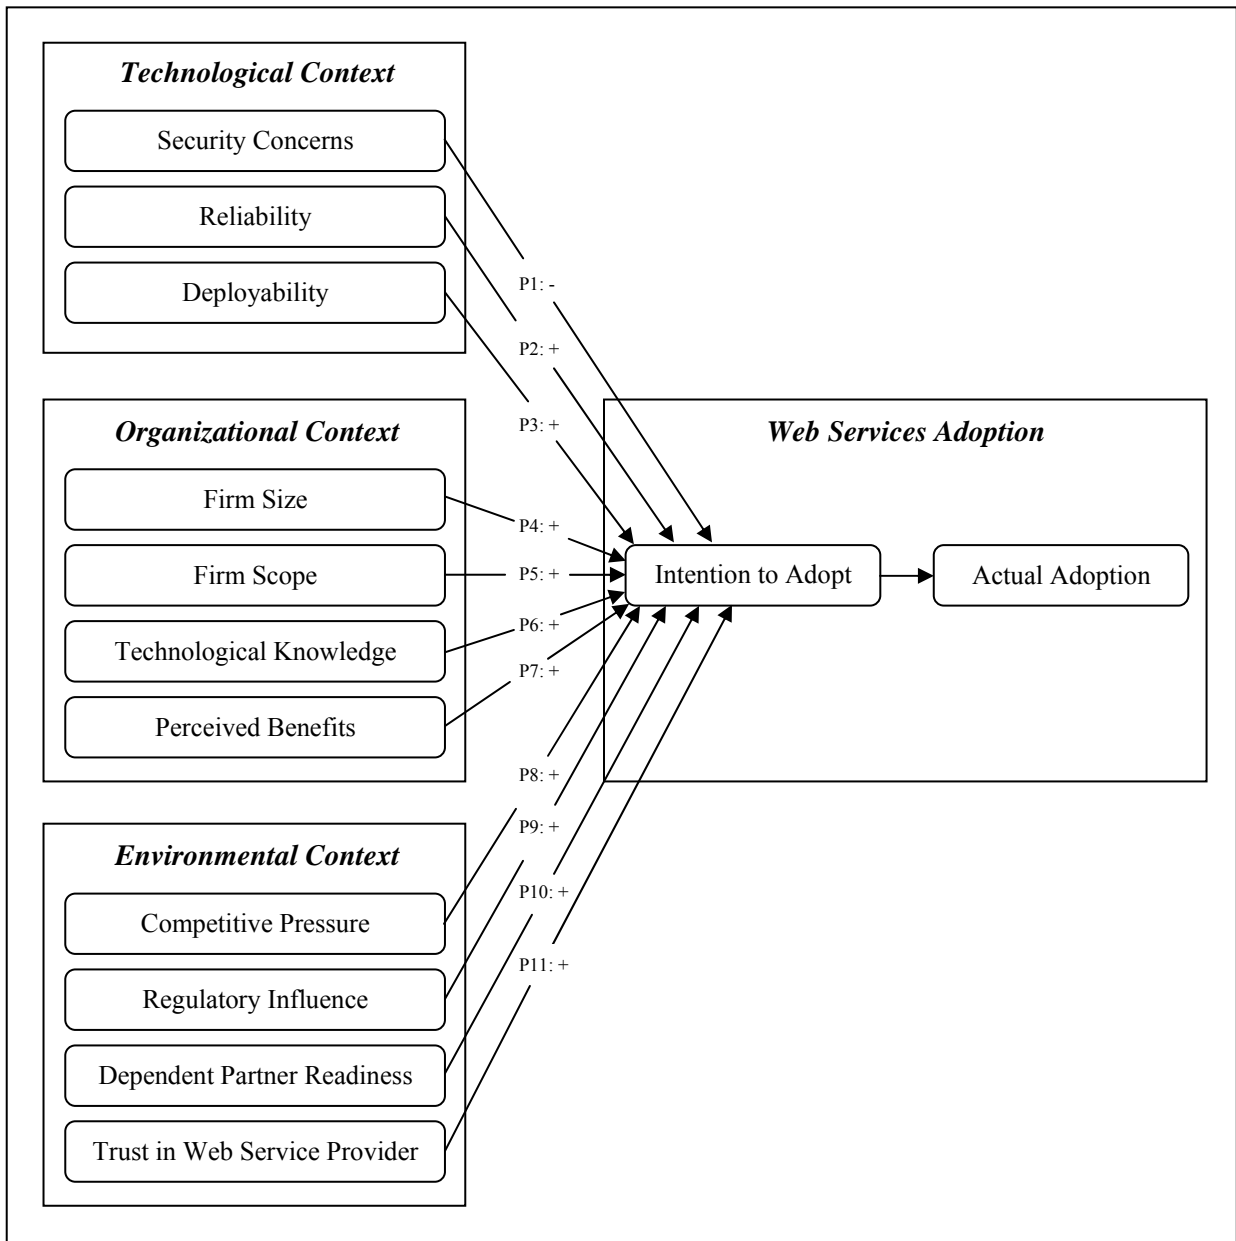 Technological Context
Security Concerns
Reliability
Deployability
P1: -
P2: +
P3: +
Organizational Context
Firm Size
Firm Scope
Technological Knowledge
Perceived Benefits
P4: +
P5: +
P6: +
P7: +
Web Services Adoption
Intention to Adopt
Actual Adoption
Environmental Context
Competitive Pressure
Regulatory Influence
Dependent Partner Readiness
Trust in Web Service Provider
P8: +
P9: +
P10: +
P11: +